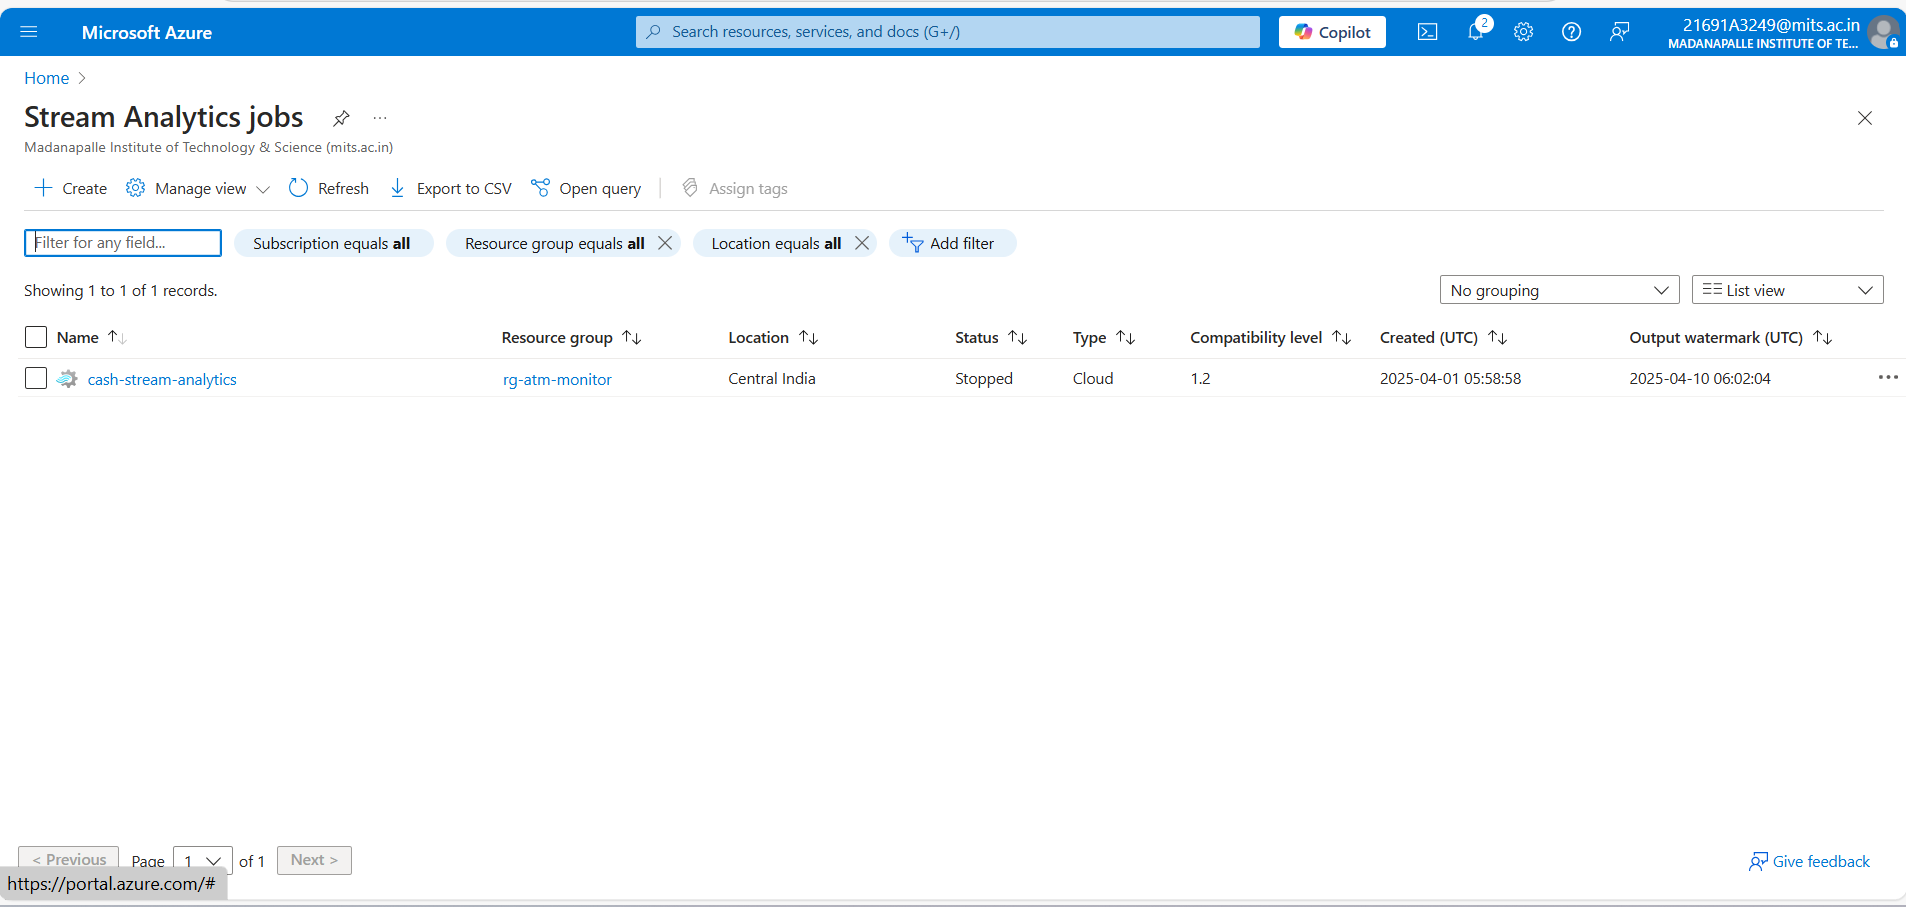 Microsoft Azure
Search resources, services, and docs (G+/)
Copilot
2
21691A3249@mits.ac.in
MADANAPALLE INSTITUTE OF TE...
Home
Stream Analytics jobs
...
Madanapalle Institute of Technology & Science (mits.ac.in)
Create Manage view Refresh Export to CSV Open query Assign tags
Filter for any field... Subscription equals all Resource group equals all Location equals all Add filter
Showing 1 to 1 of 1 records. No grouping List view
Name Resource group Location Status Type Compatibility level Created (UTC) Output watermark (UTC)
cash-stream-analytics rg-atm-monitor Central India Stopped Cloud 1.2 2025-04-01 05:58:58 2025-04-10 06:02:04 ...
< Previous Page 1 of 1 Next > Give feedback
https://portal.azure.com/#